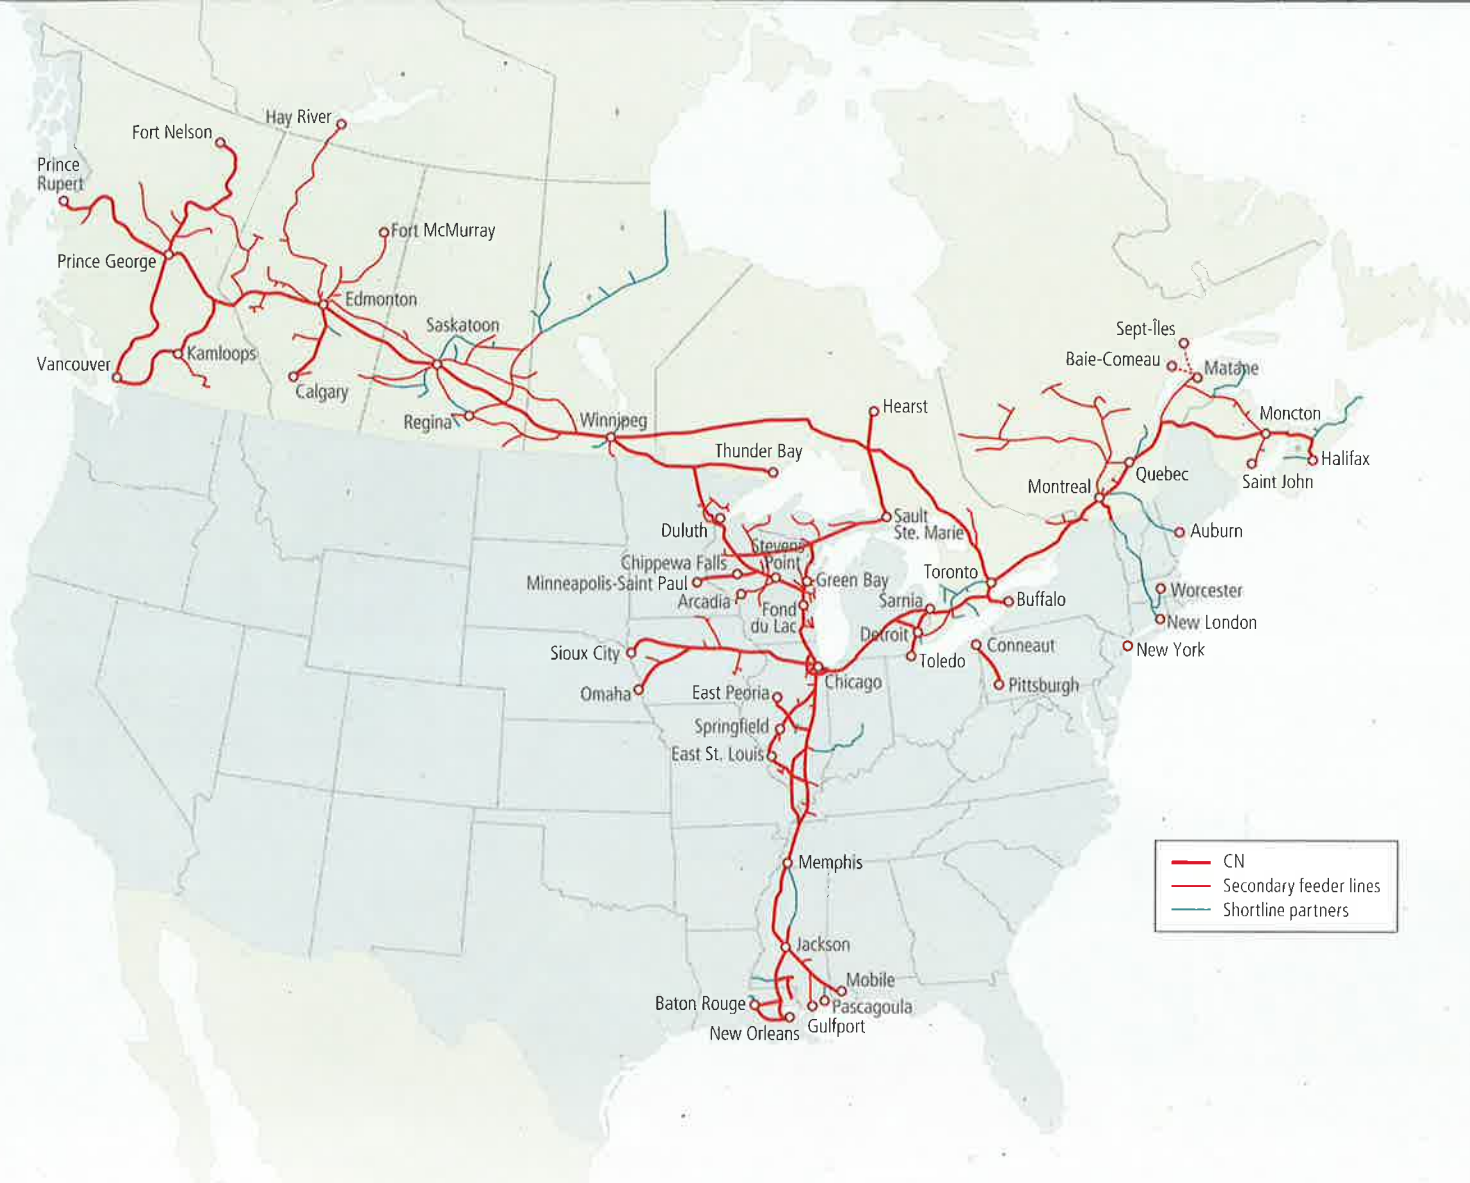 Hay River
Fort Nelson
Prince
Rupert
Fort McMurray
Prince George
Edmonton
Saskatoon
Sept-Îles
Baie-Comeau
Matane
Kamloops
Vancouver
Calgary
Regina
Winnipeg
Hearst
Moncton
Thunder Bay
Halifax
Quebec
Saint John
Montreal
Sault
Ste. Marie
Duluth
Auburn
Stevens
Point
Chippewa Falls
Minneapolis-Saint Paul
Green Bay
Toronto
Arcadia
Fond
du Lac
Sarnia
Buffalo
Worcester
New London
Detroit
Sioux City
Toledo
Conneaut
New York
Omaha
East Peoria
Chicago
Pittsburgh
Springfield
East St. Louis
Memphis
CN
Secondary feeder lines
Shortline partners
Jackson
Mobile
Baton Rouge
Pascagoula
New Orleans
Gulfport